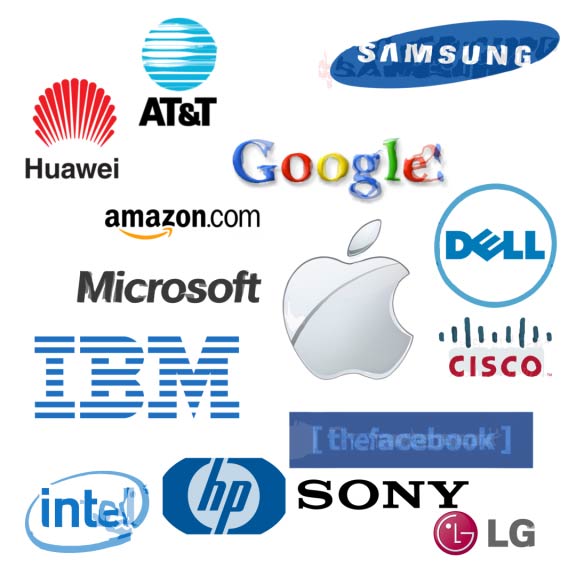 SAMSUNG
AT&T
Huawei
Google
amazon.com
DELL
Microsoft
IBM
CISCO
[ thefacebook ]
intel
hp
SONY
LG